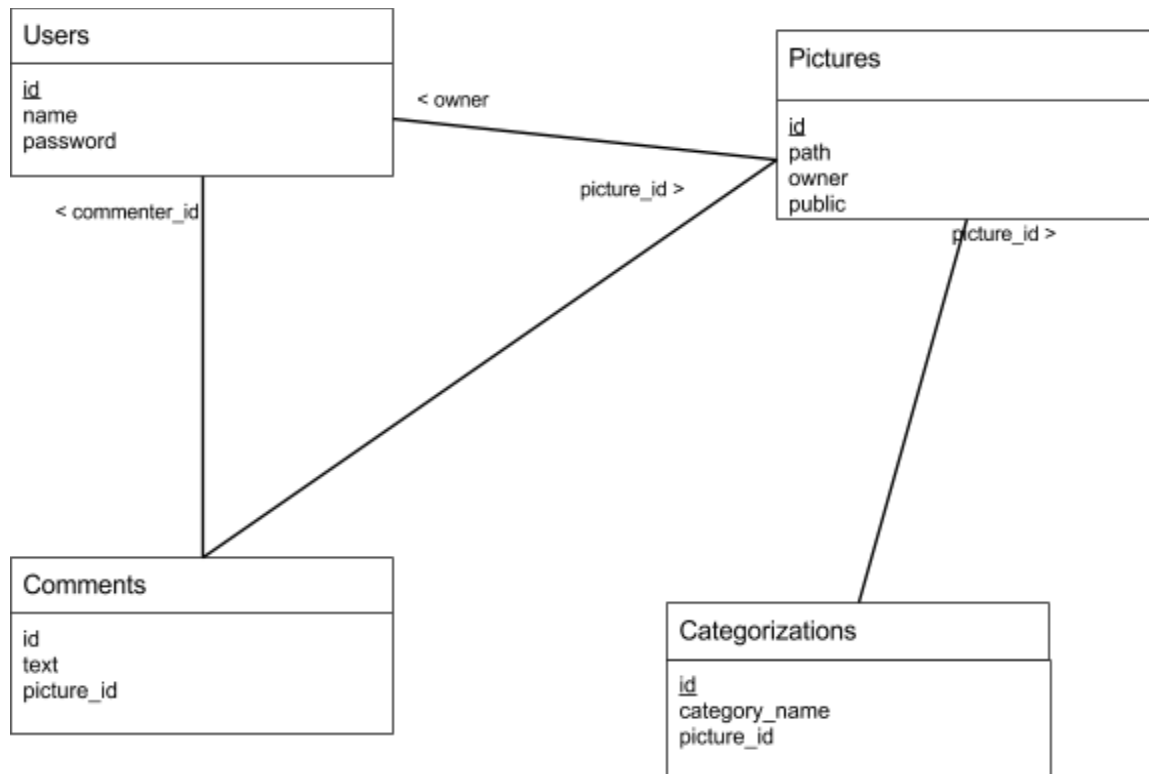 Users
id
name
password
< owner
Pictures
id
path
owner
public
picture_id >
< commenter_id
picture_id >
Comments
id
text
picture_id
Categorizations
id
category_name
picture_id